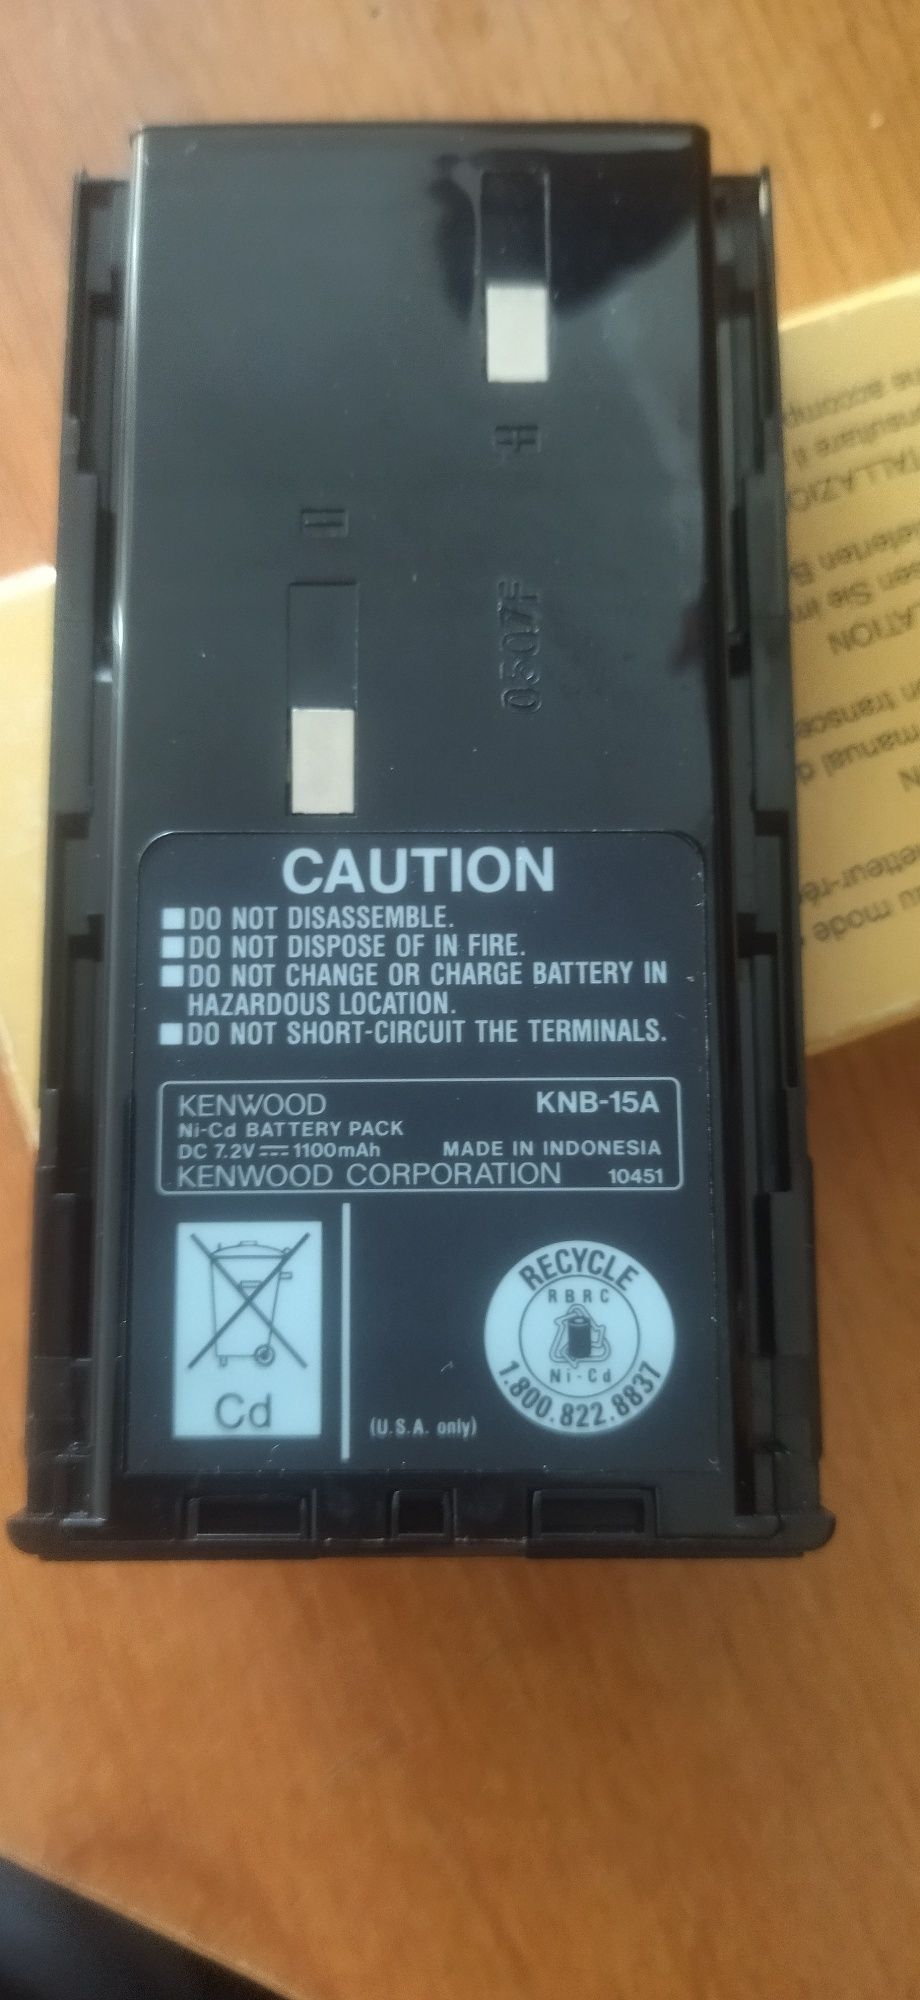 0507F
CAUTION
DO NOT DISASSEMBLE.
DO NOT DISPOSE OF IN FIRE.
DO NOT CHANGE OR CHARGE BATTERY IN
HAZARDOUS LOCATION.
DO NOT SHORT-CIRCUIT THE TERMINALS.
KENWOOD KNB-15A
Ni-Cd BATTERY PACK
DC 7.2V 1100mAh MADE IN INDONESIA
KENWOOD CORPORATION 10451
Cd
(U.S.A. only)
RECYCLE
RBRC
Ni-Cd
1.800.822.8837
manual
Sie